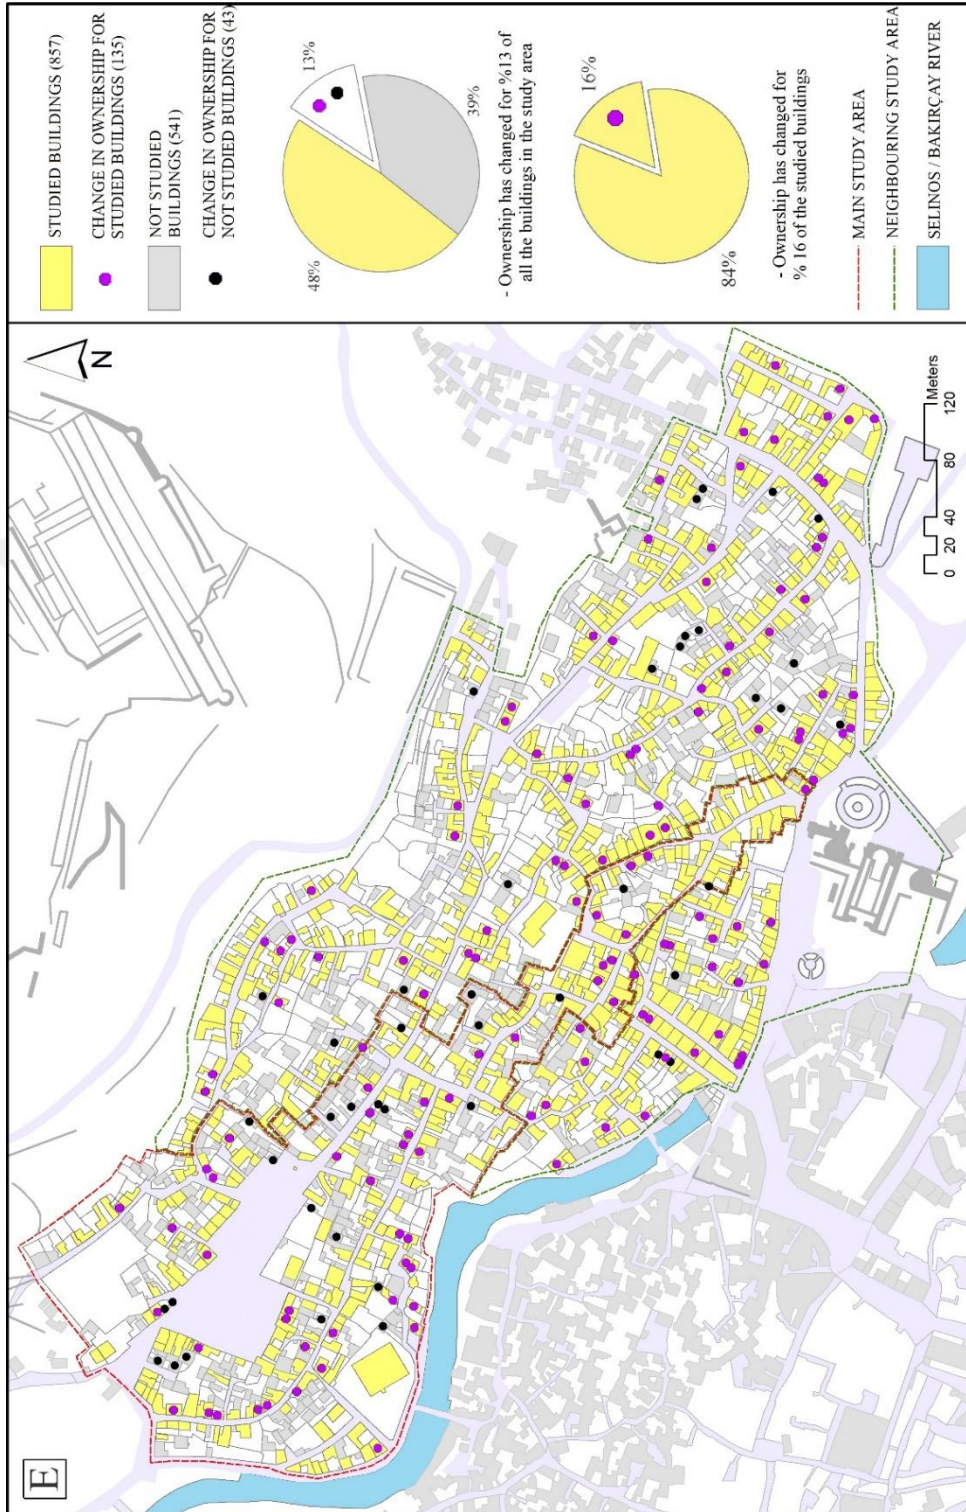 E
N
0 20 40 80 120
Meters
STUDIED BUILDINGS (857)
CHANGE IN OWNERSHIP FOR
STUDIED BUILDINGS (135)
NOT STUDIED
BUILDINGS (541)
CHANGE IN OWNERSHIP FOR
NOT STUDIED BUILDINGS (43)
48%
13%
39%
- Ownership has changed for %13 of
all the buildings in the study area
16%
84%
- Ownership has changed for
% 16 of the studied buildings
MAIN STUDY AREA
NEIGHBOURING STUDY AREA
SELINOS / BAKIRÇAY RIVER